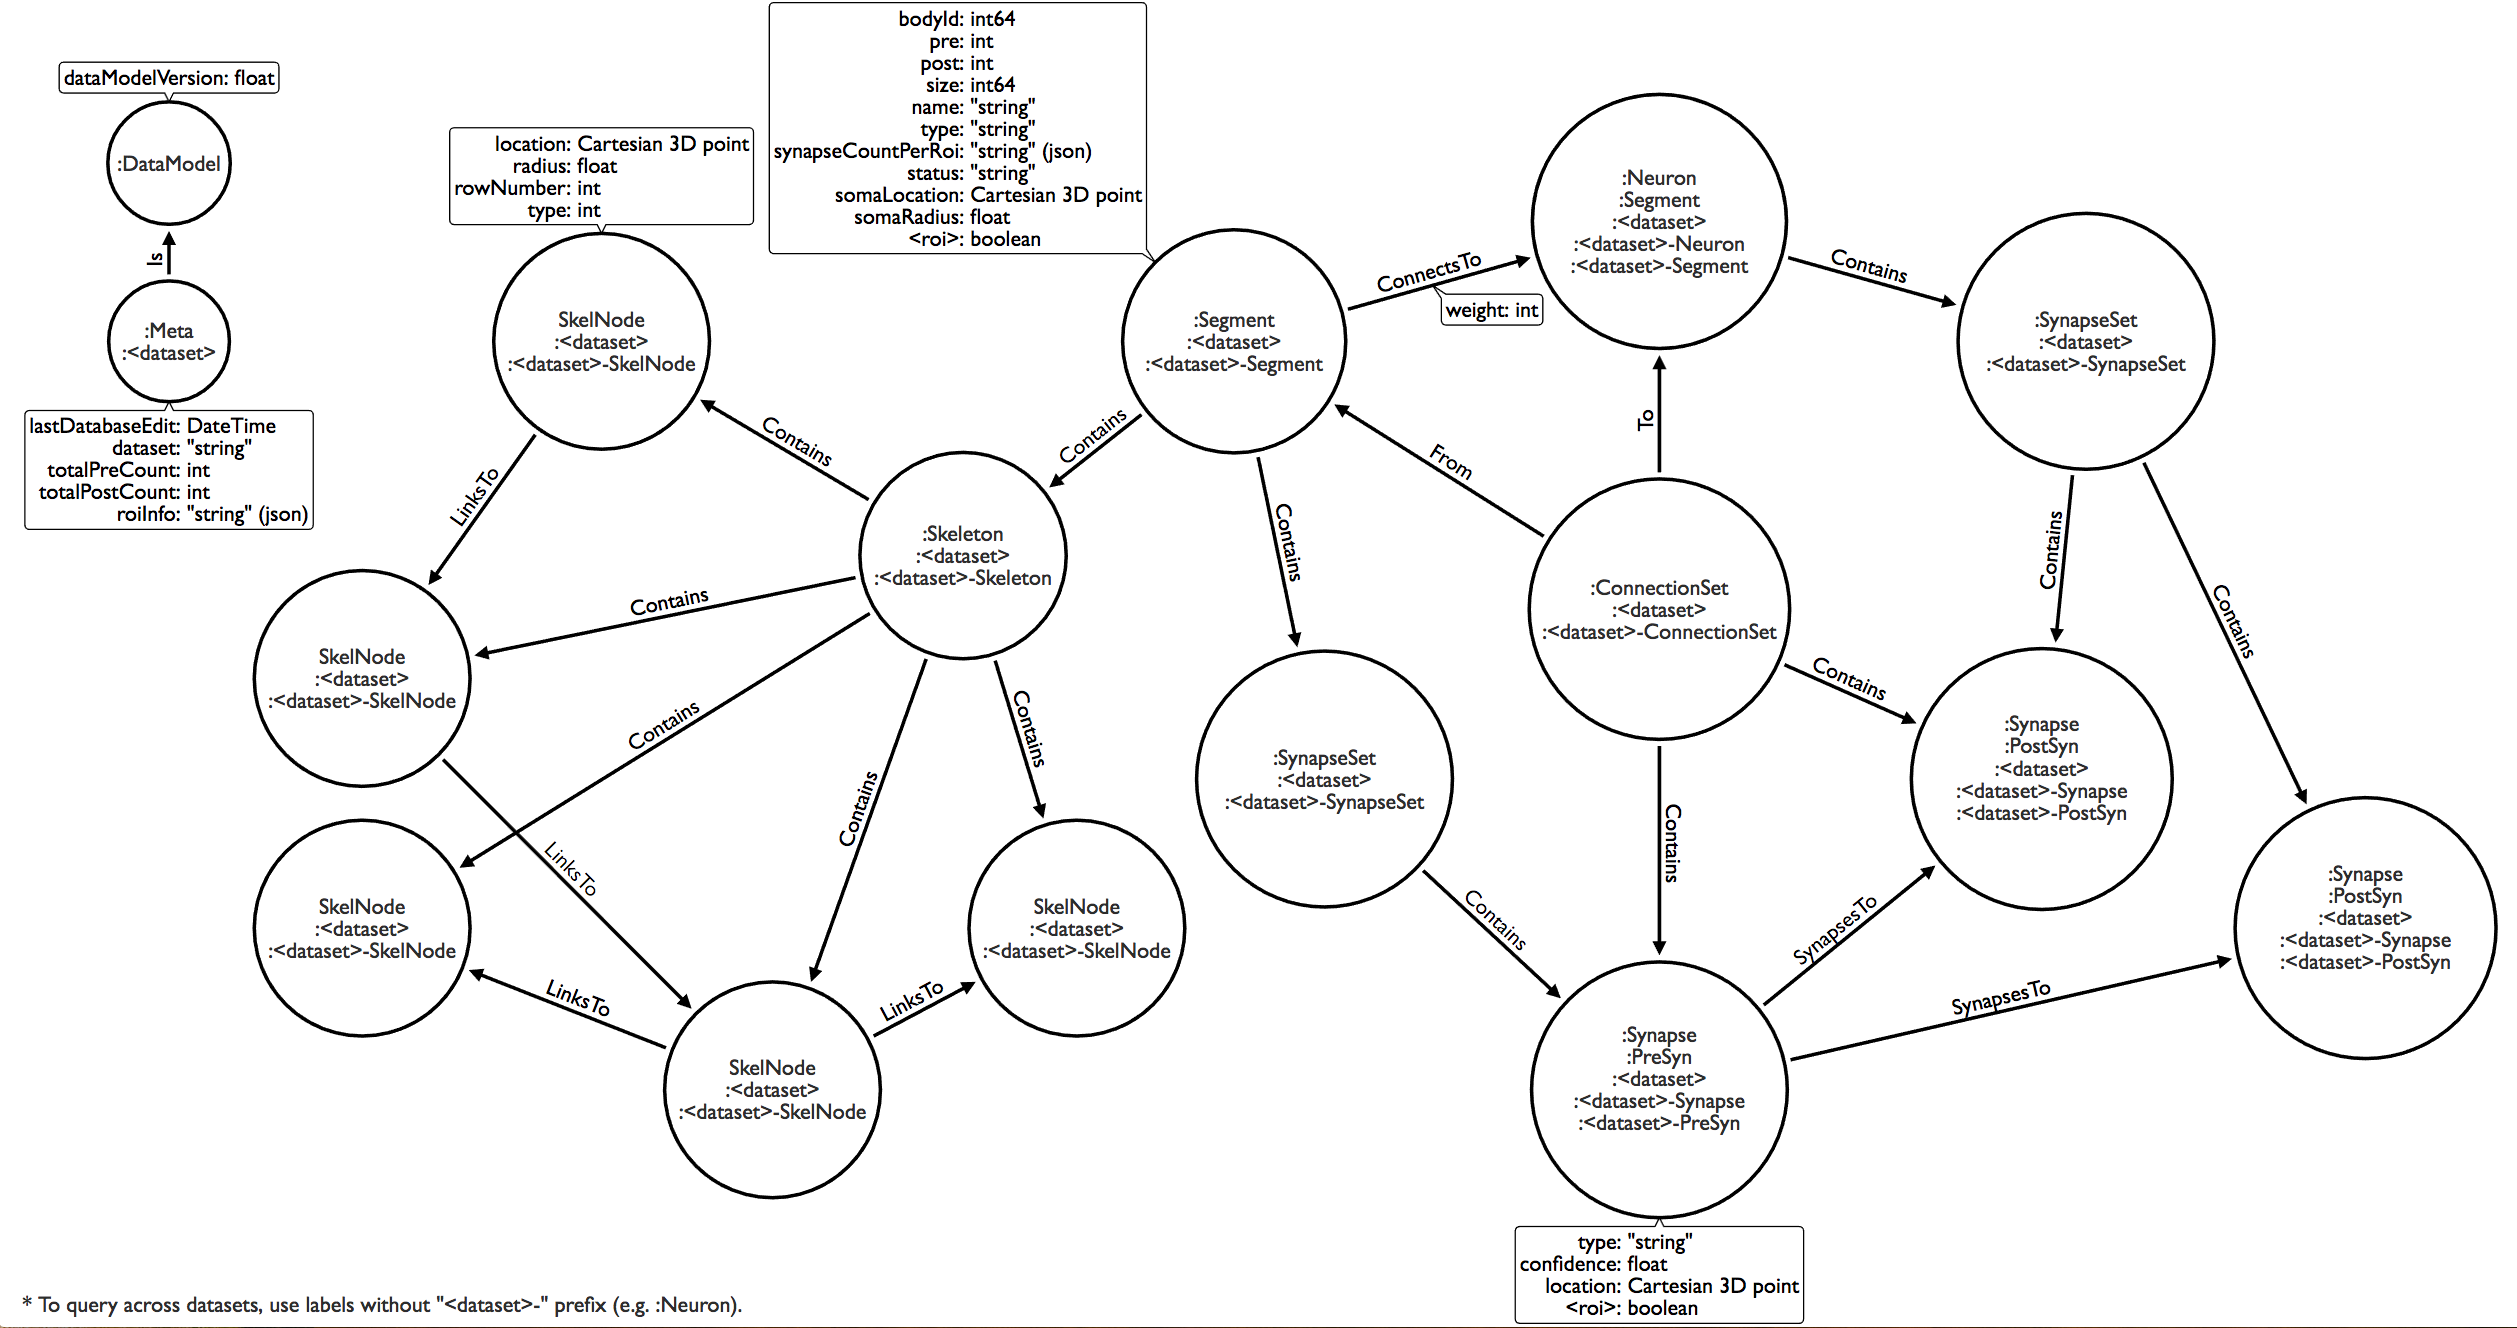 dataModelVersion: float
:DataModel
Is
:Meta
:<dataset>
lastDatabaseEdit: DateTime
dataset: "string"
totalPreCount: int
totalPostCount: int
roiInfo: "string" (json)
location: Cartesian 3D point
radius: float
rowNumber: int
type: int
SkelNode
:<dataset>
:<dataset>-SkelNode
LinksTo
Contains
bodyId: int64
pre: int
post: int
size: int64
name: "string"
type: "string"
synapseCountPerRoi: "string" (json)
status: "string"
somaLocation: Cartesian 3D point
somaRadius: float
<roi>: boolean
:Segment
:<dataset>
:<dataset>-Segment
ConnectsTo
weight: int
:Neuron
:Segment
:<dataset>
:<dataset>-Neuron
:<dataset>-Segment
Contains
:SynapseSet
:<dataset>
:<dataset>-SynapseSet
Contains
Contains
To
From
Contains
Contains
:Skeleton
:<dataset>
:<dataset>-Skeleton
Contains
Contains
Contains
Contains
SkelNode
:<dataset>
:<dataset>-SkelNode
LinksTo
SkelNode
:<dataset>
:<dataset>-SkelNode
LinksTo
SkelNode
:<dataset>
:<dataset>-SkelNode
LinksTo
SkelNode
:<dataset>
:<dataset>-SkelNode
:SynapseSet
:<dataset>
:<dataset>-SynapseSet
Contains
:ConnectionSet
:<dataset>
:<dataset>-ConnectionSet
Contains
Contains
:Synapse
:PostSyn
:<dataset>
:<dataset>-Synapse
:<dataset>-PostSyn
:Synapse
:PostSyn
:<dataset>
:<dataset>-Synapse
:<dataset>-PostSyn
SynapsesTo
SynapsesTo
:Synapse
:PreSyn
:<dataset>
:<dataset>-Synapse
:<dataset>-PreSyn
type: "string"
confidence: float
location: Cartesian 3D point
<roi>: boolean
* To query across datasets, use labels without "<dataset>-" prefix (e.g. :Neuron).